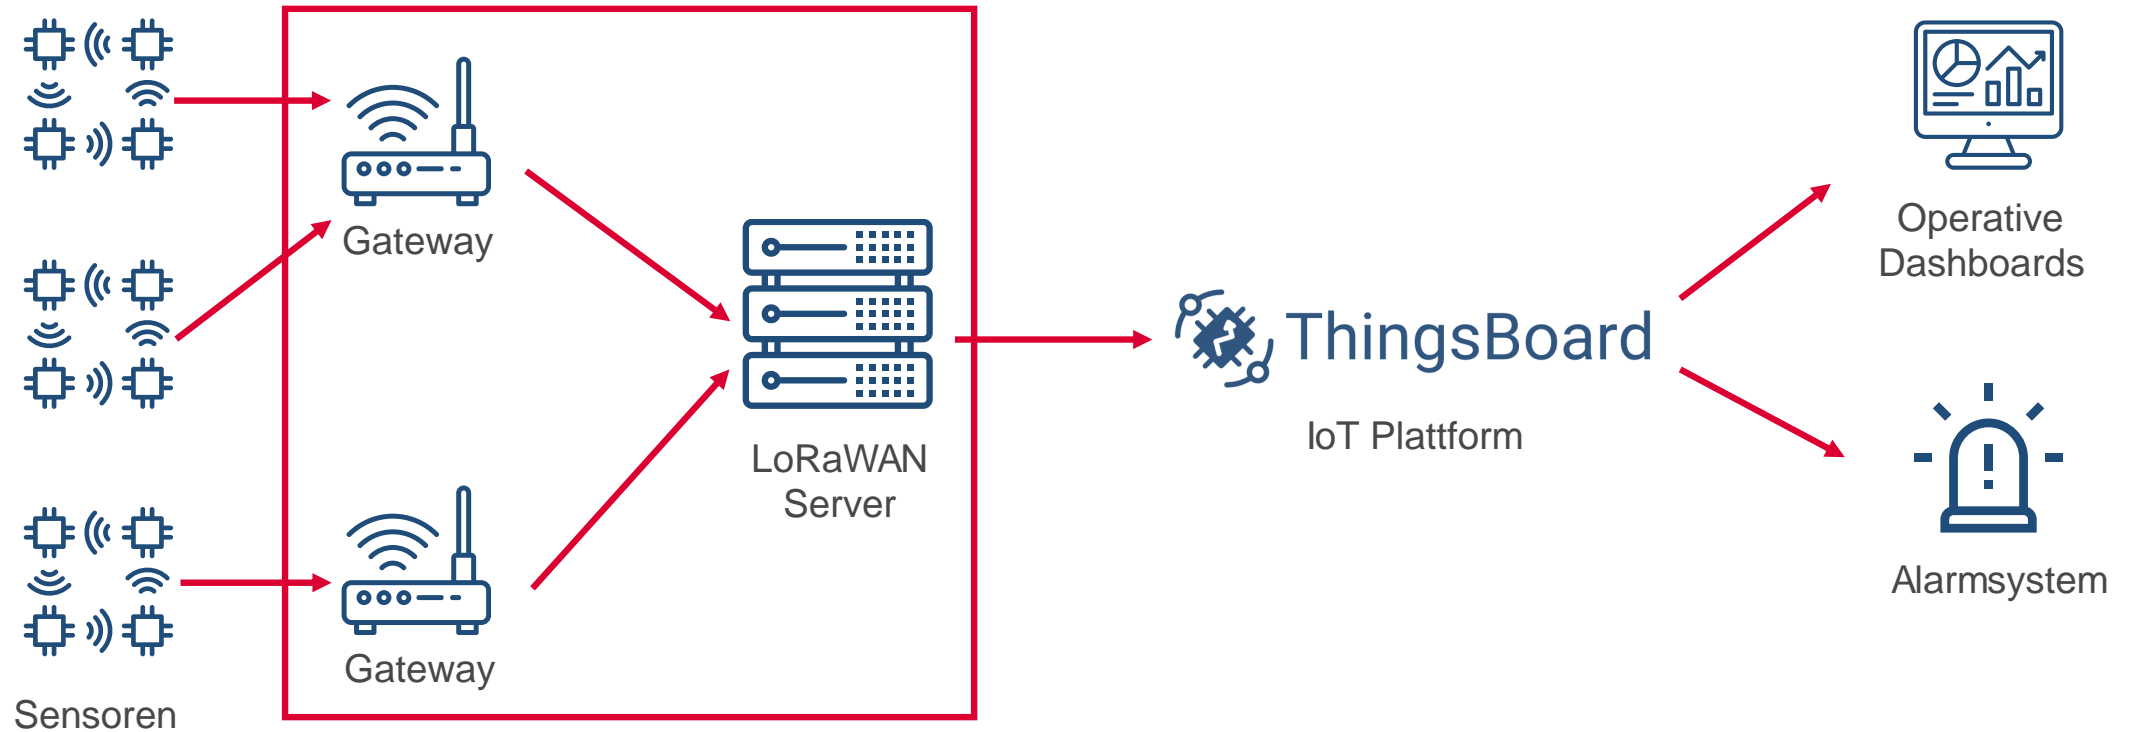 Gateway
Operative
Dashboards
ThingsBoard
IoT Plattform
LoRaWAN
Server
Alarmsystem
Gateway
Sensoren